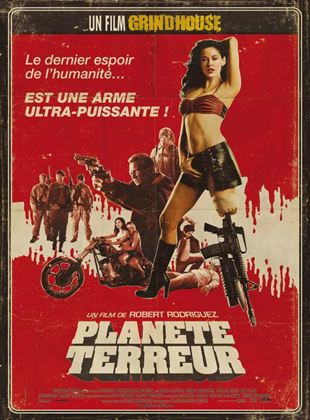 UN FILM GRINDHOUSE
Le dernier espoir
de l'humanité...
EST UNE ARME
ULTRA-PUISSANTE !
UN FILM DE ROBERT RODRIGUEZ
PLANÈTE
TERREUR